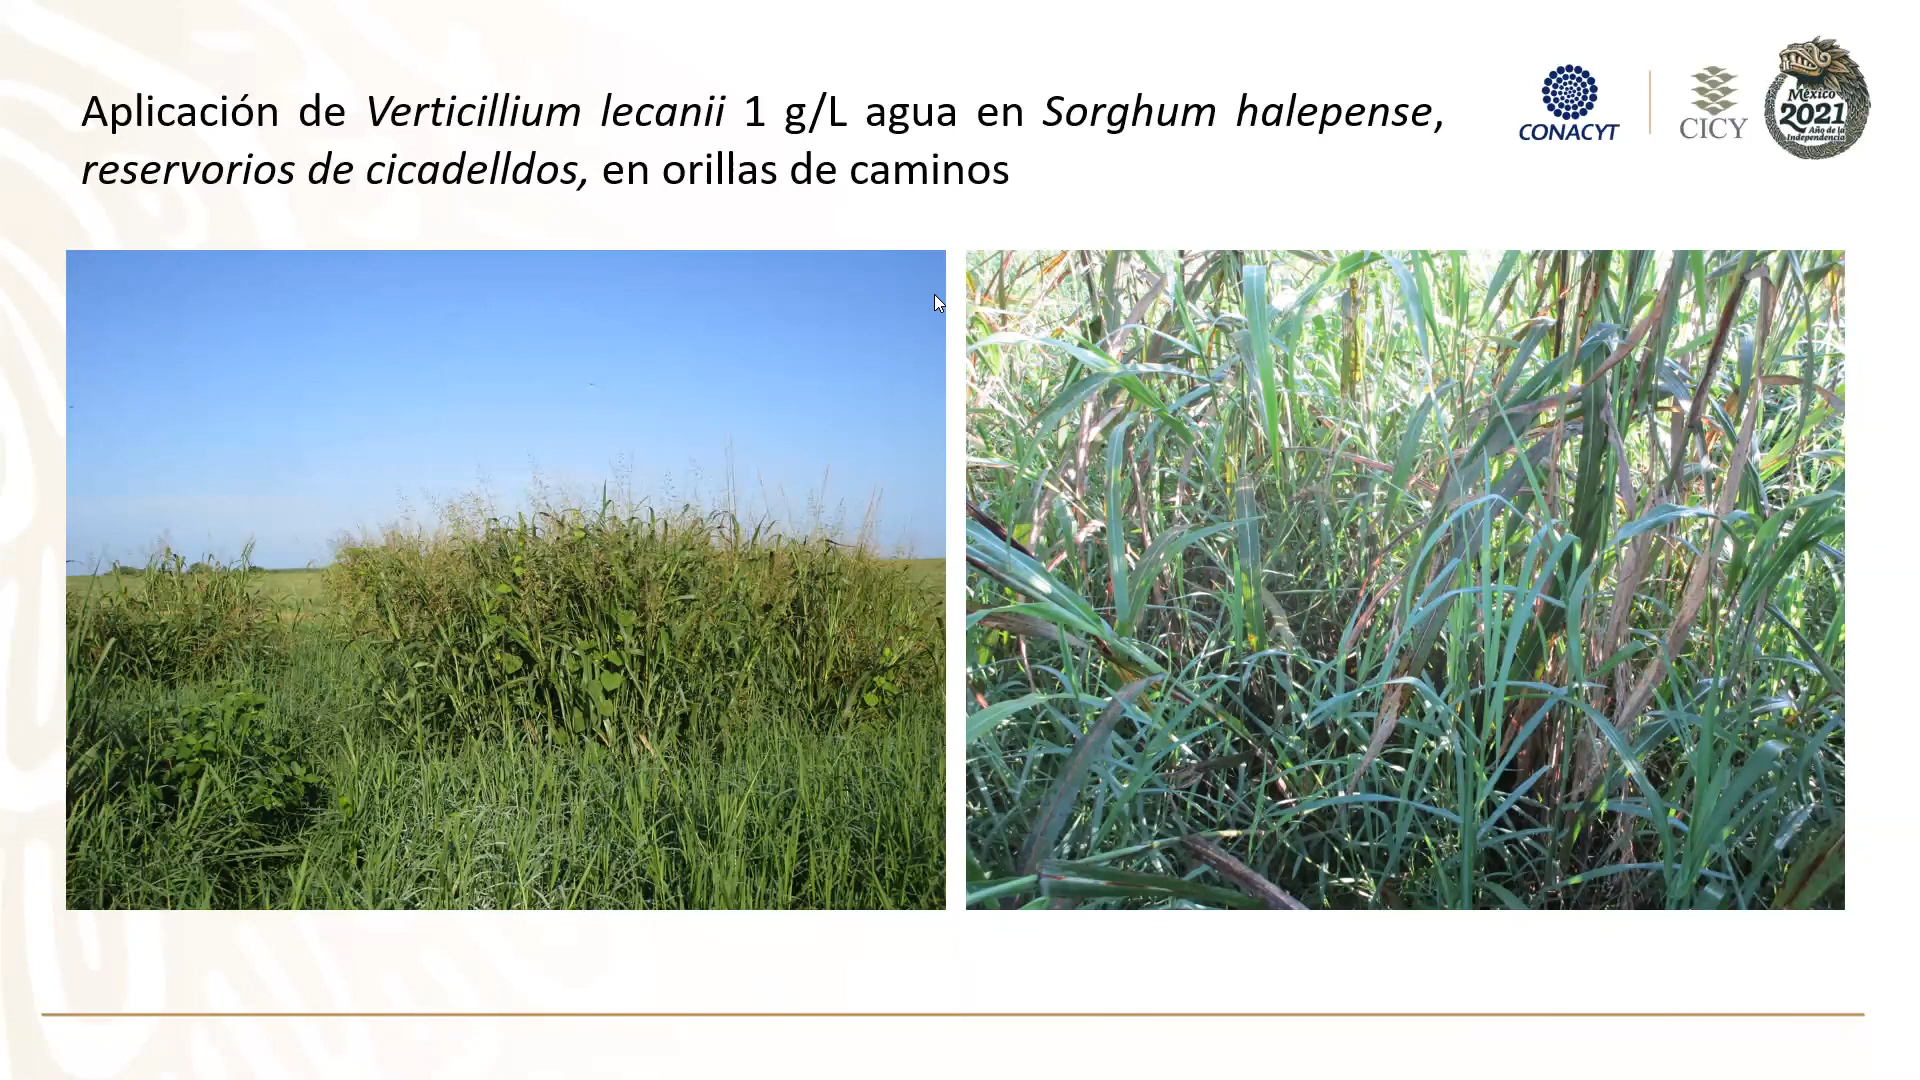 Aplicación de Verticillium lecanii 1 g/L agua en Sorghum halepense,
reservorios de cicadelldos, en orillas de caminos
CONACYT
CICY
México
2021
Año de la
Independencia